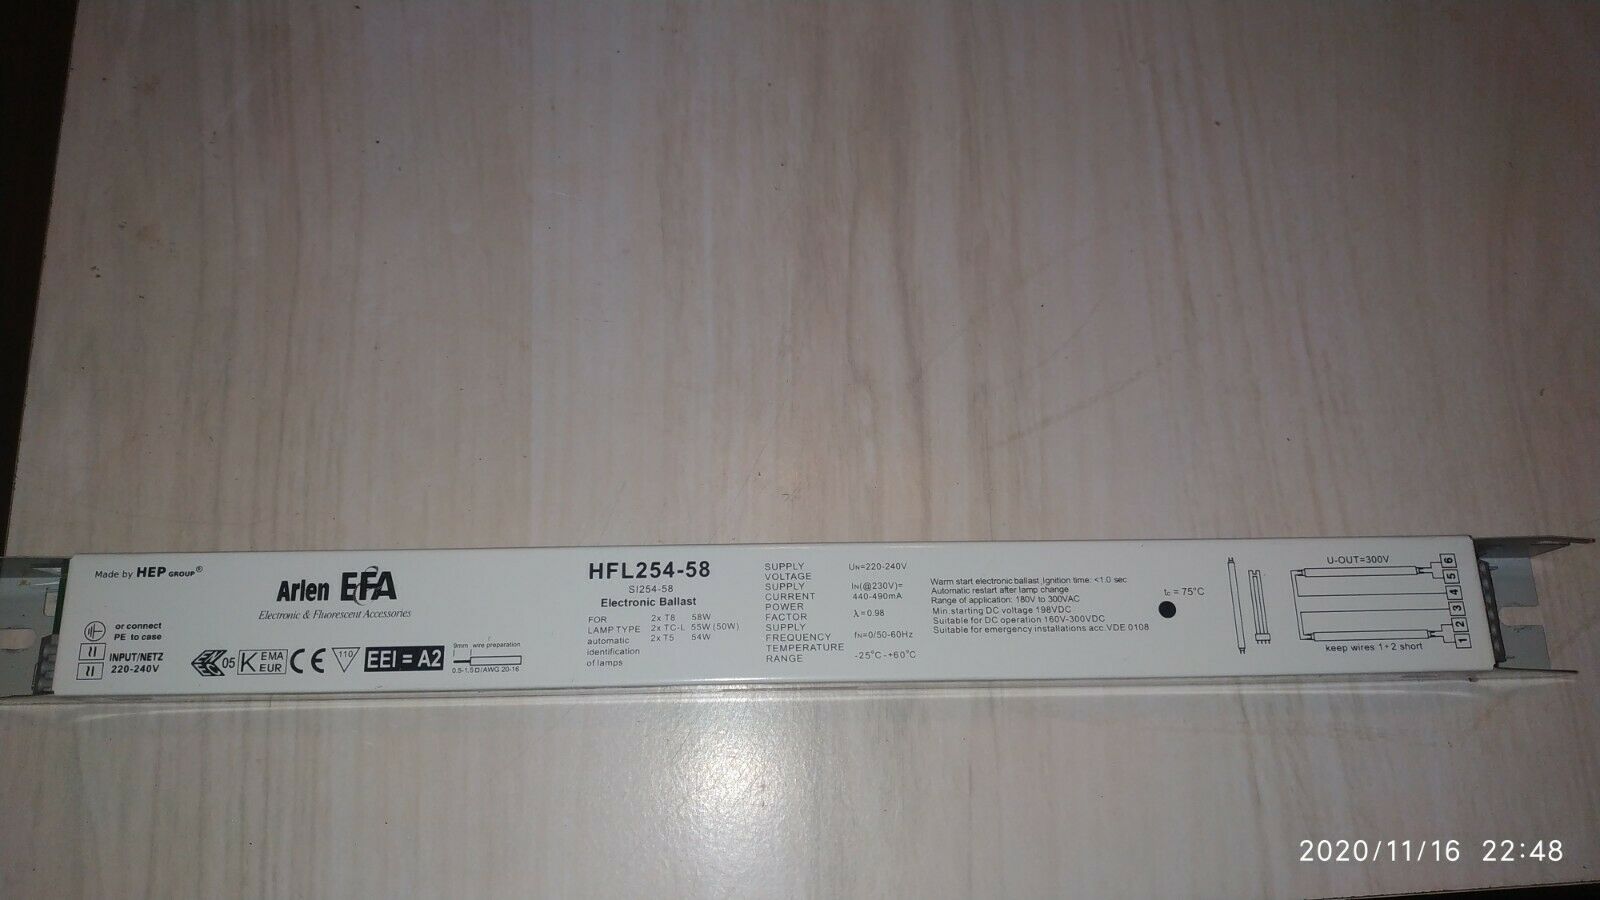 Made by HEP GROUP®
Arlen EFA
Electronic & Fluorescent Accessories
or connect
PE to case
INPUT/NETZ
220-240V
05
K EMA
EUR
CE
110
EEI = A2
9mm wire preparation
0.5-1.5 /AWG 20-16
HFL254-58
SI254-58
Electronic Ballast
FOR 2x T8 58W
LAMP TYPE 2x TC-L 55W (50W)
automatic 2x T5 54W
identification
of lamps
SUPPLY VOLTAGE UN=220-240V
SUPPLY CURRENT IN(@230V)= 440-490mA
POWER FACTOR λ=0.98
SUPPLY FREQUENCY fN=0/50-60Hz
TEMPERATURE RANGE -25°C-+60°C
Warm start electronic ballast ,Ignition time: <1.0 sec
Automatic restart after lamp change
Range of application: 180V to 300VAC
Min.starting DC voltage 198VDC
Suitable for DC operation 160V-300VDC
Suitable for emergency installations acc.VDE 0108
tc = 75°C
U-OUT=300V
6
5
4
3
2
1
keep wires 1+2 short
2020/11/16 22:48